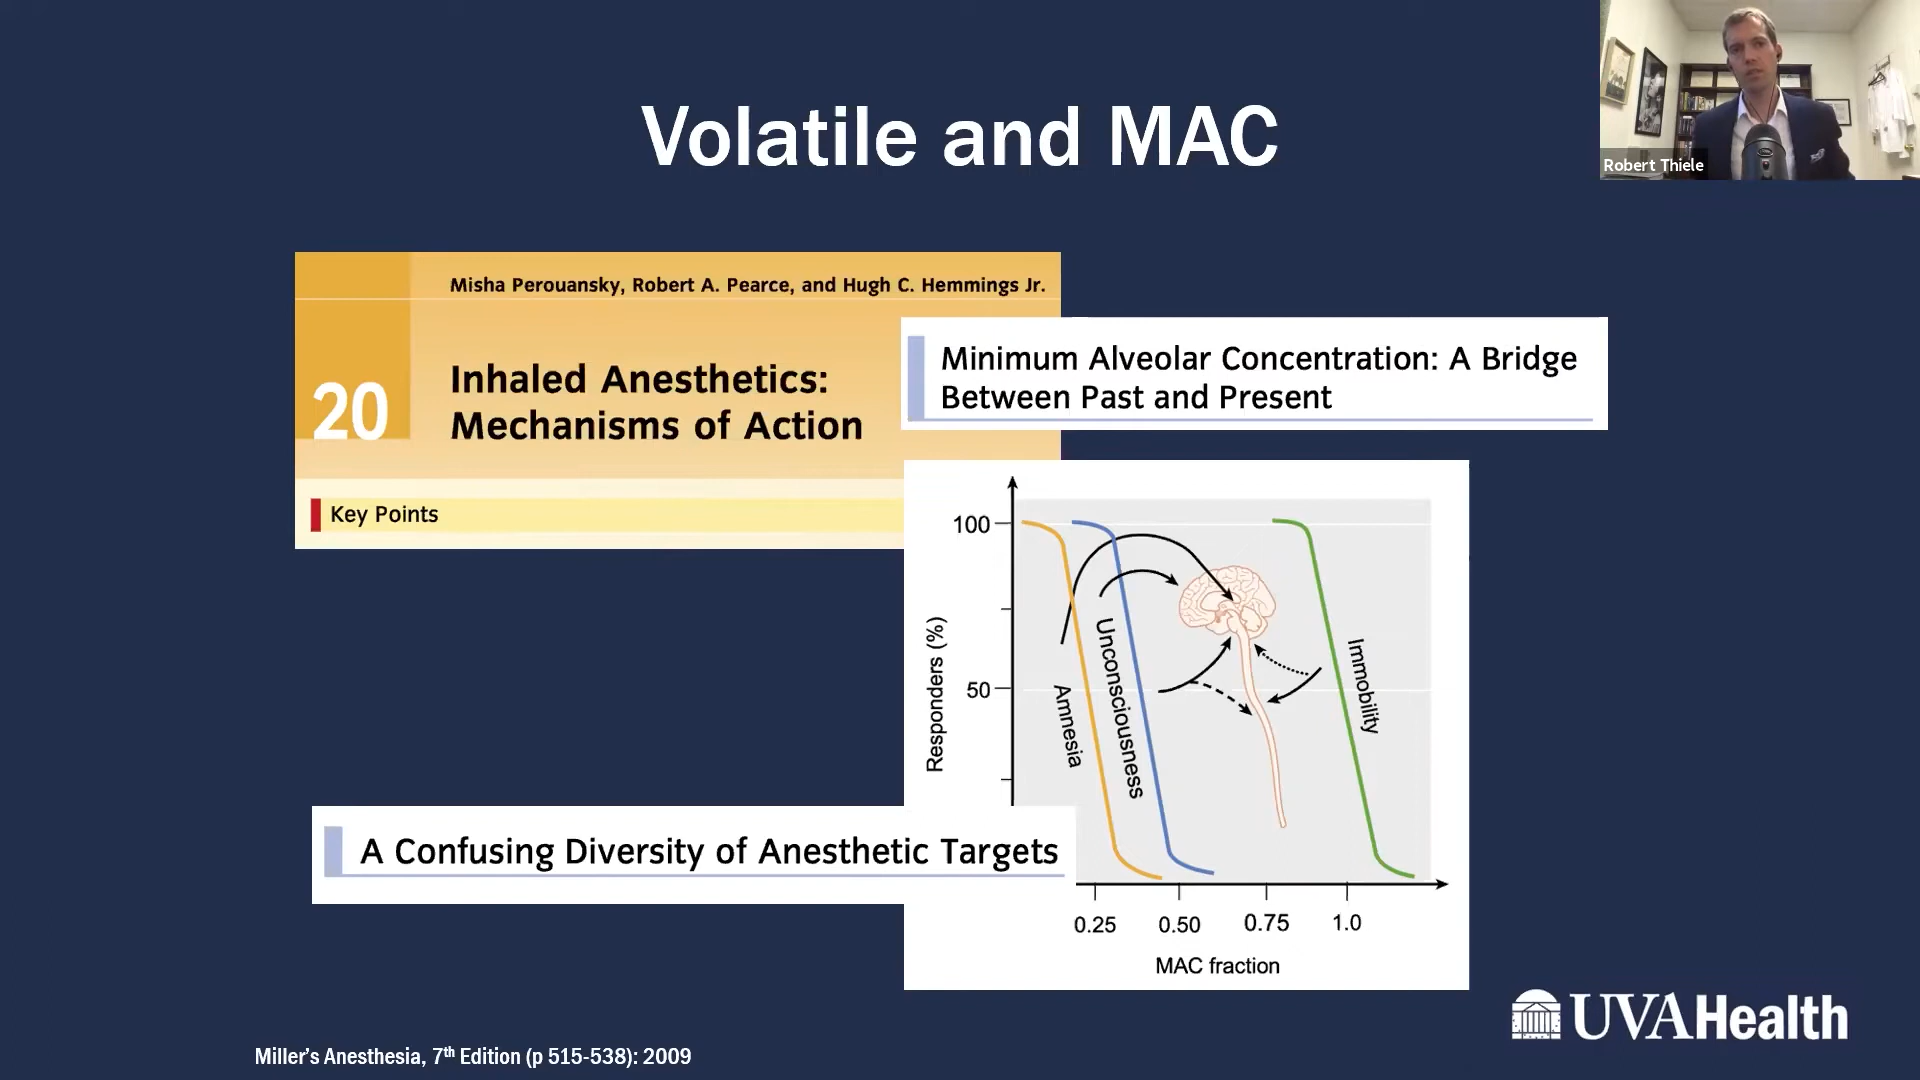 Volatile and MAC
Robert Thiele
Misha Perouansky, Robert A. Pearce, and Hugh C. Hemmings Jr.
20
Inhaled Anesthetics:
Mechanisms of Action
Key Points
Minimum Alveolar Concentration: A Bridge
Between Past and Present
100
50
Responders (%)
Amnesia
Unconsciousness
Immobility
0.25 0.50 0.75 1.0
MAC fraction
A Confusing Diversity of Anesthetic Targets
UVAHealth
Miller's Anesthesia, 7th Edition (p 515-538): 2009